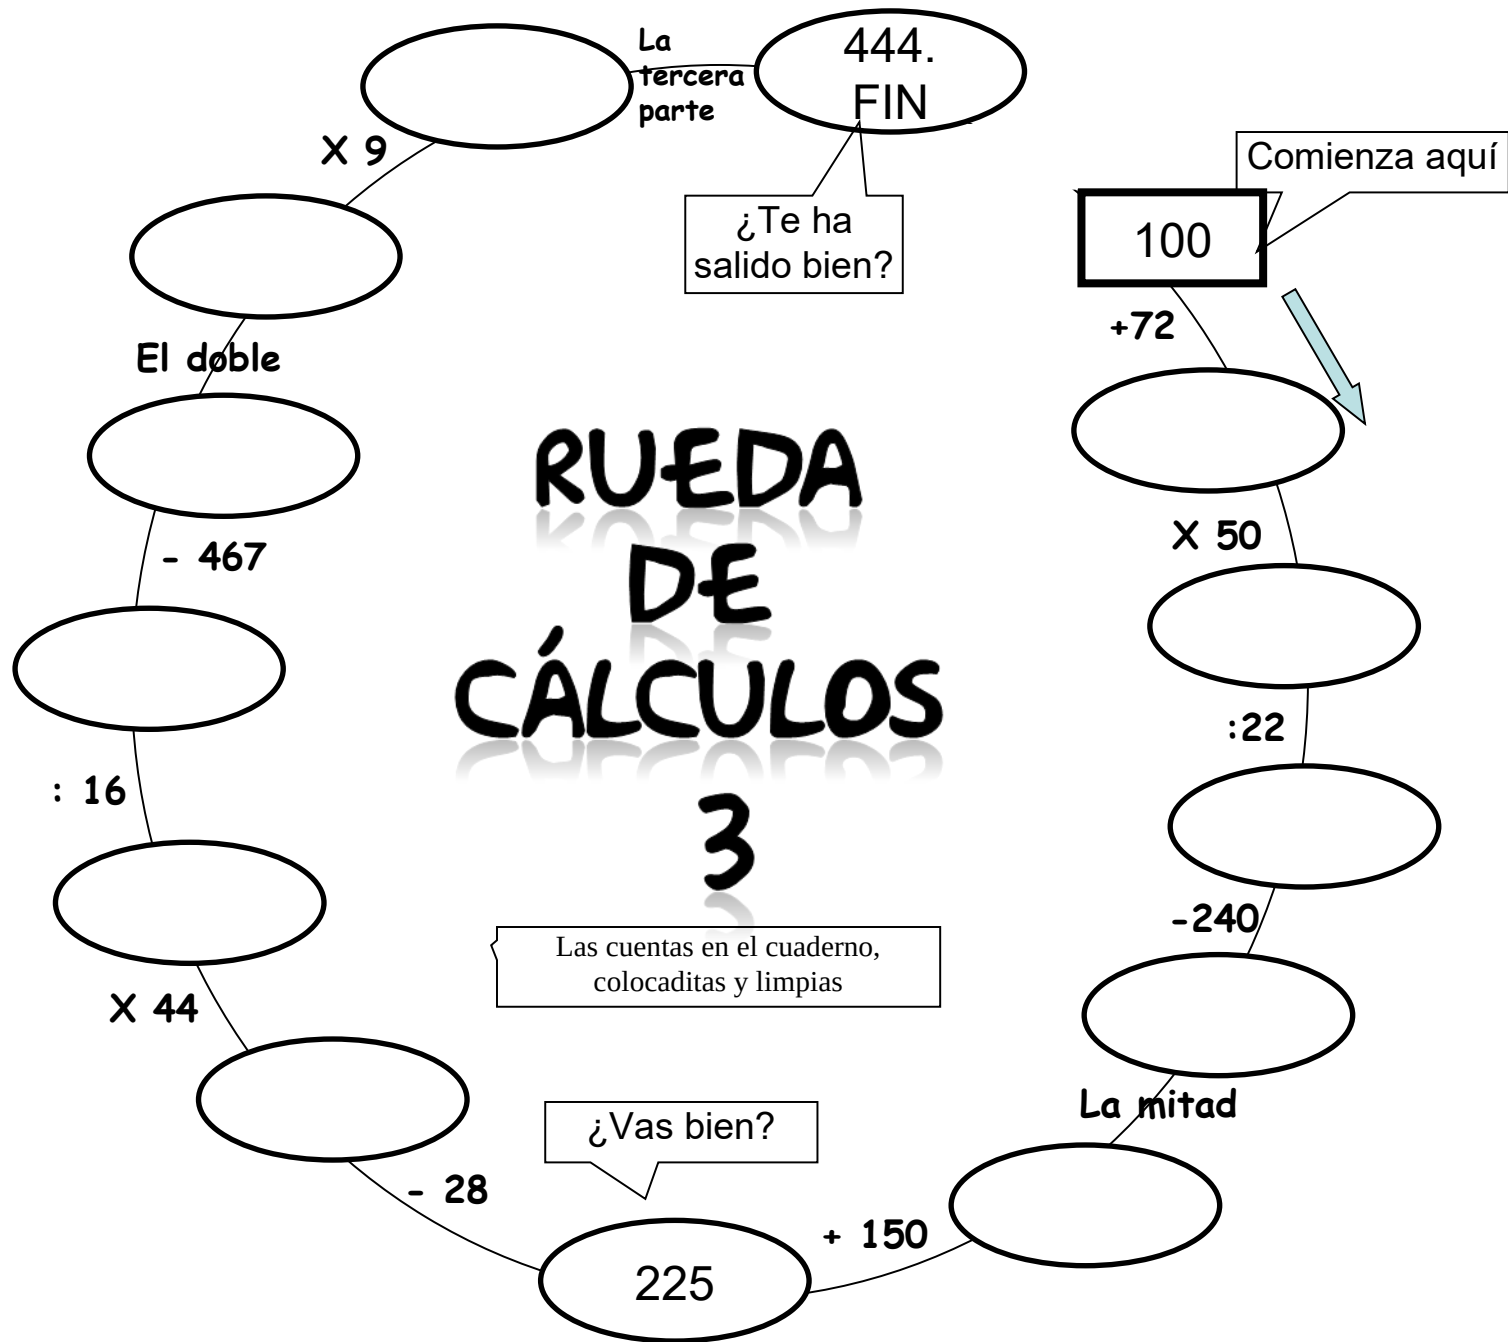 La
tercera
parte
444.
FIN
X 9
¿Te ha
salido bien?
Comienza aquí
100
+72
El doble
X 50
- 467
:22
: 16
-240
X 44
La mitad
- 28
225
¿Vas bien?
+ 150
RUEDA
DE
CÁLCULOS
3
Las cuentas en el cuaderno,
colocaditas y limpias